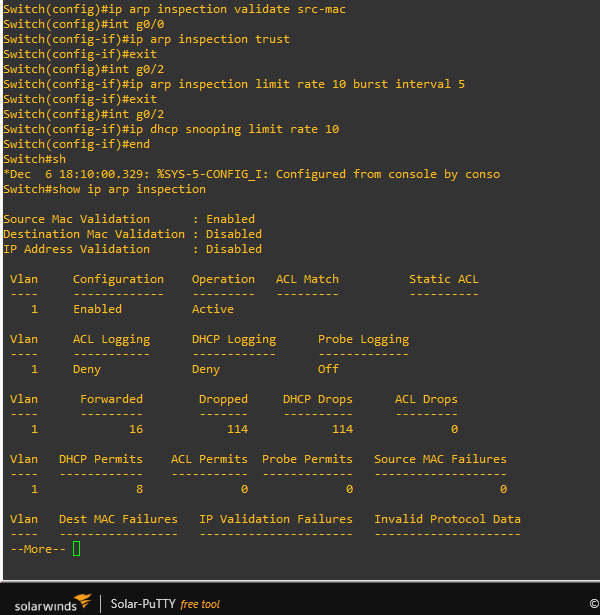 Switch(config)#ip arp inspection validate src-mac
Switch(config)#int g0/0
Switch(config-if)#ip arp inspection trust
Switch(config-if)#exit
Switch(config)#int g0/2
Switch(config-if)#ip arp inspection limit rate 10 burst interval 5
Switch(config-if)#exit
Switch(config)#int g0/2
Switch(config-if)#ip dhcp snooping limit rate 10
Switch(config-if)#end
Switch#sh
*Dec  6 18:10:00.329: %SYS-5-CONFIG_I: Configured from console by conso
Switch#show ip arp inspection
Source Mac Validation      : Enabled
Destination Mac Validation : Disabled
IP Address Validation      : Disabled
 Vlan     Configuration    Operation   ACL Match          Static ACL
 ----     -------------    ---------   ---------          ----------
    1     Enabled          Active
 Vlan     ACL Logging      DHCP Logging      Probe Logging
 ----     -----------      ------------      -------------
    1     Deny             Deny              Off
 Vlan      Forwarded        Dropped     DHCP Drops      ACL Drops
 ----      ---------        -------     ----------      ---------
    1             16            114            114              0
 Vlan   DHCP Permits    ACL Permits  Probe Permits   Source MAC Failures
 ----   ------------    -----------  -------------   -------------------
    1              8              0              0                     0
 Vlan   Dest MAC Failures   IP Validation Failures   Invalid Protocol Data
 ----   -----------------   ----------------------   ---------------------
 --More--
solarwinds | Solar-PuTTY free tool ©